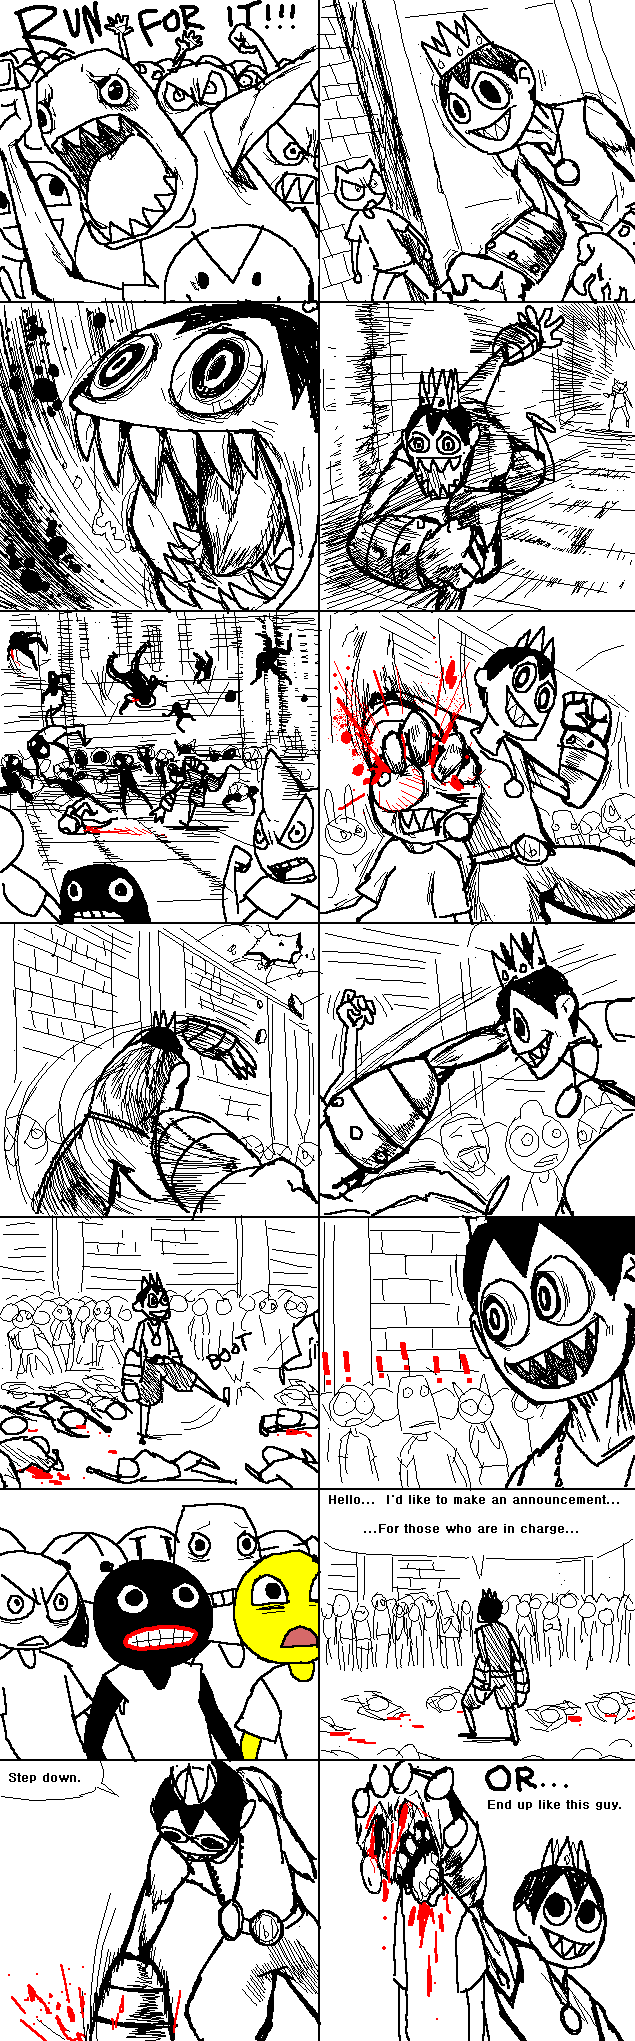 RUN FOR IT!!!
BOOT
Hello... I'd like to make an announcement...
...For those who are in charge...
Step down.
OR...
End up like this guy.